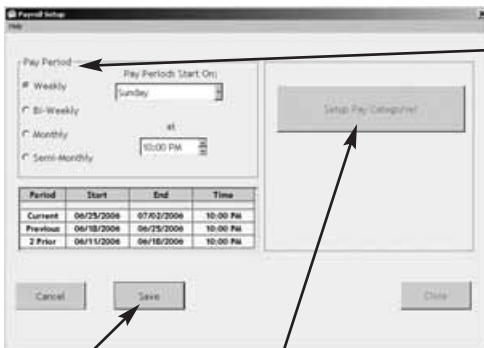 Payroll Setup
Help
Pay Period
Pay Periods Start On:
Weekly
Sunday
Bi-Weekly
at
Monthly
10:00 PM
Semi-Monthly
Setup Pay Categories
Period Start End Time
Current 06/25/2006 07/02/2006 10:00 PM
Previous 06/18/2006 06/25/2006 10:00 PM
2 Prior 06/11/2006 06/18/2006 10:00 PM
Cancel
Save
Close